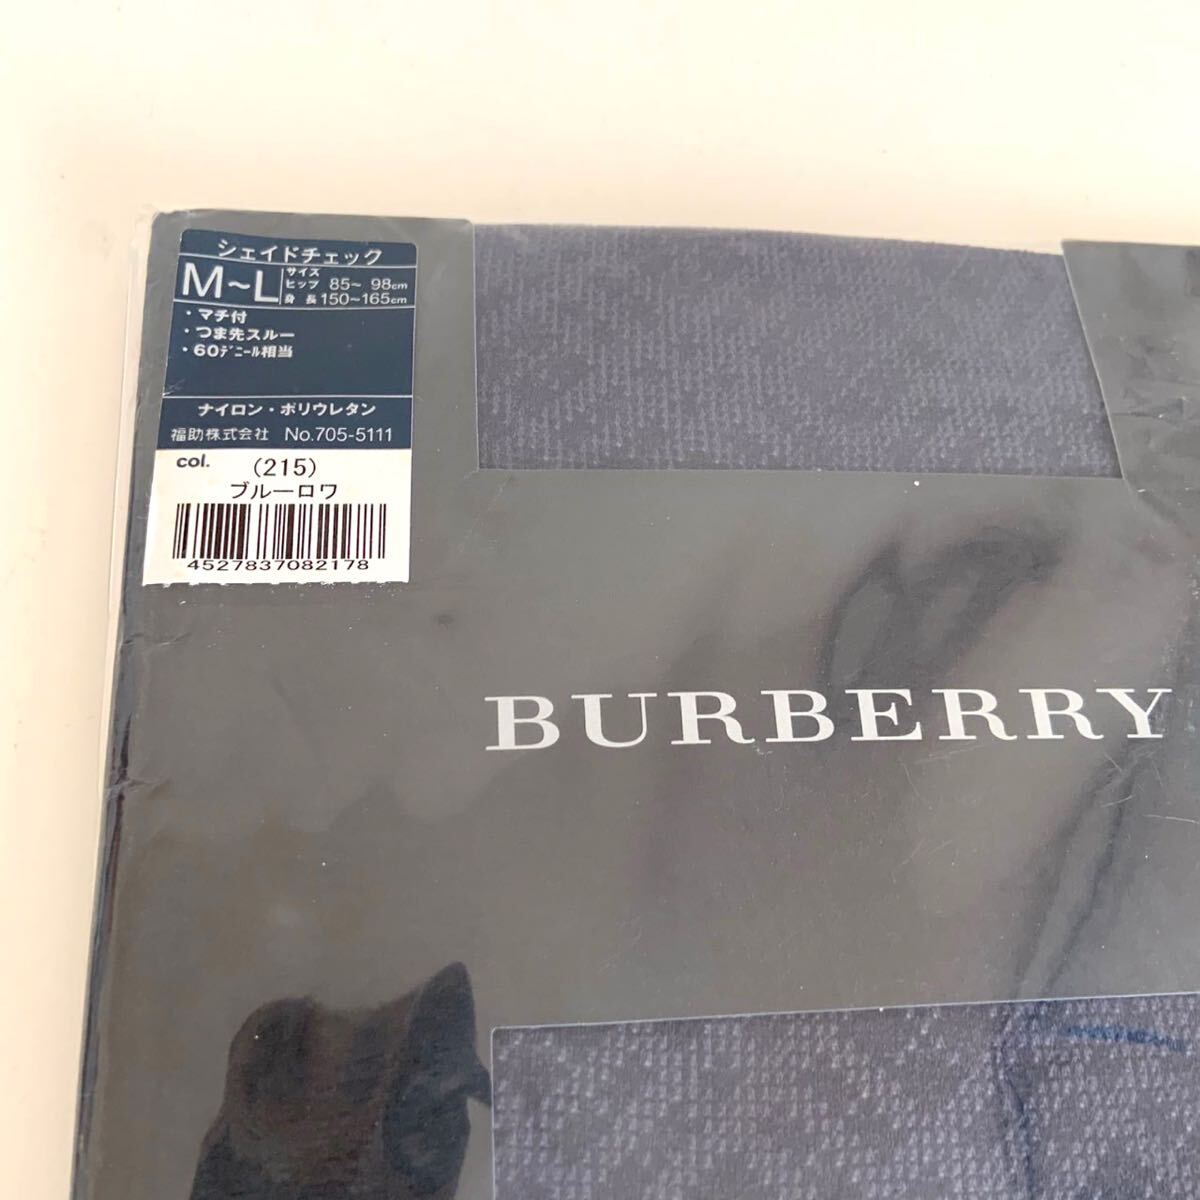 シェイドチェック
M～L サイズ
ヒップ 85～ 98cm
身長 150～165cm
・マチ付
・つま先スルー
・60デニール相当
ナイロン・ポリウレタン
福助株式会社 No.705-5111
col. (215)
ブルーロワ
4527837082178
BURBERRY